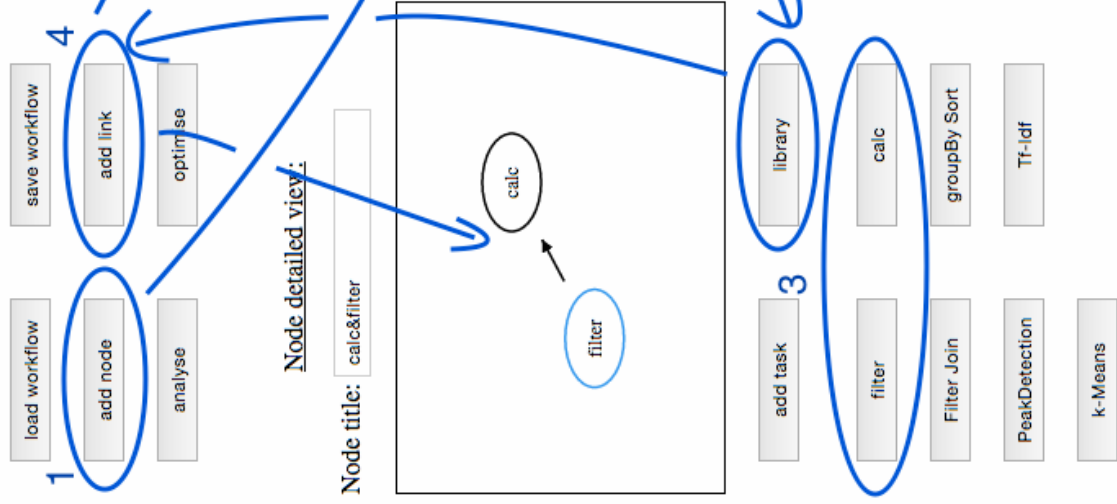 load workflow save workflow
1 4
add node add link
analyse optimise
Node detailed view:
Node title: calc&filter
calc
filter
add task library
3
filter calc
Filter Join groupBy Sort
PeakDetection Tf-Idf
k-Means